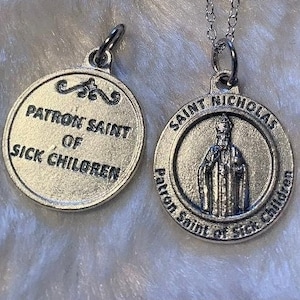 PATRON SAINT
OF
SICK CHILDREN
SAINT NICHOLAS
Patron Saint of Sick Children